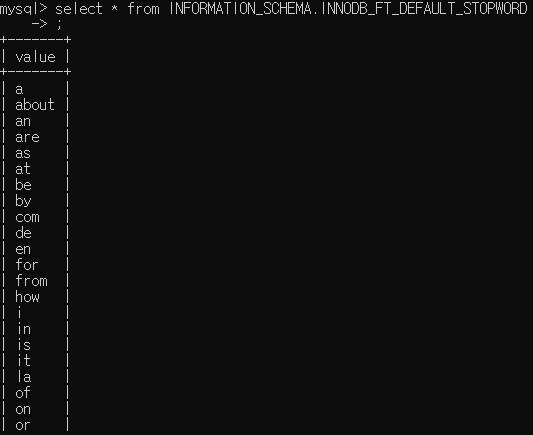 mysql> select * from INFORMATION_SCHEMA.INNODB_FT_DEFAULT_STOPWORD
    -> ;
+-------+
| value |
+-------+
| a     |
| about |
| an    |
| are   |
| as    |
| at    |
| be    |
| by    |
| com   |
| de    |
| en    |
| for   |
| from  |
| how   |
| i     |
| in    |
| is    |
| it    |
| la    |
| of    |
| on    |
| or    |